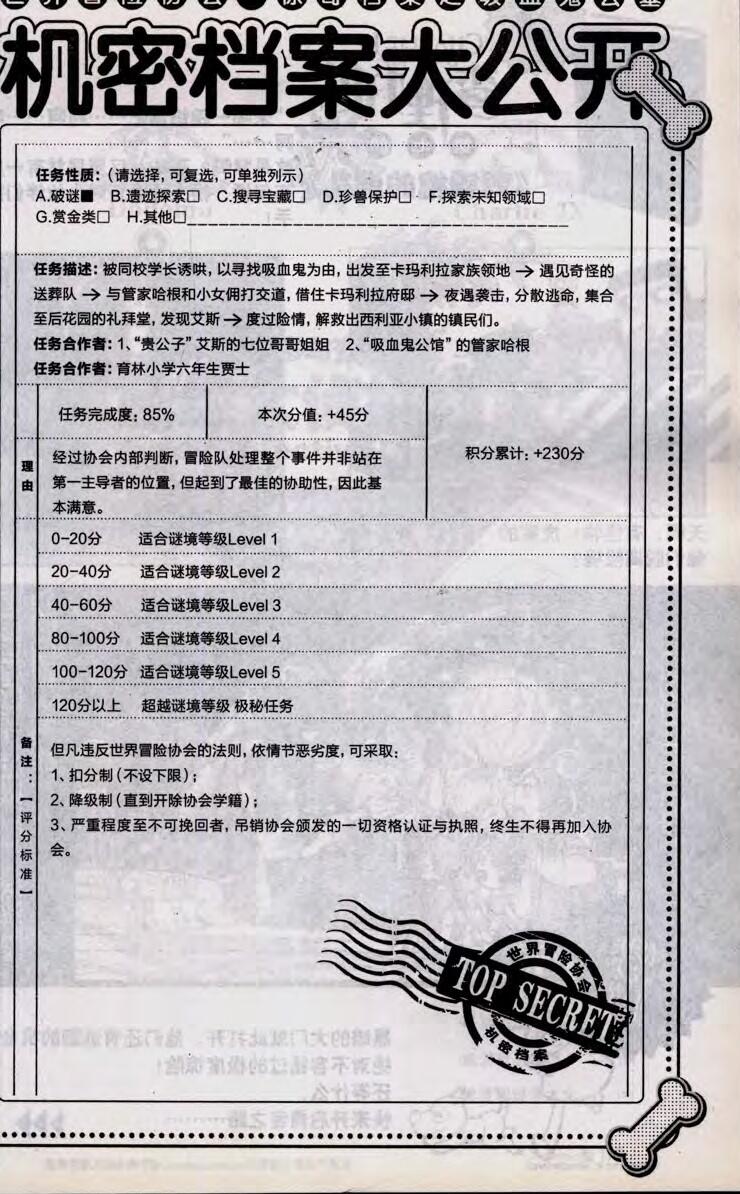 机密档案大公开
任务性质：（请选择，可复选，可单独列示）
A.破谜■ B.遗迹探索□ C.搜寻宝藏□ D.珍兽保护□ F.探索未知领域□
G.赏金类□ H.其他□
任务描述：被同校学长诱哄，以寻找吸血鬼为由，出发至卡玛利拉家族领地 → 遇见奇怪的
送葬队 → 与管家哈根和小女佣打交道，借住卡玛利拉府邸 → 夜遇袭击，分散逃命，集合
至后花园的礼拜堂，发现艾斯 → 度过险情，解救出西利亚小镇的镇民们。
任务合作者：1、“贵公子”艾斯的七位哥哥姐姐 2、“吸血鬼公馆”的管家哈根
任务合作者：育林小学六年生贾士
任务完成度：85% 本次分值：+45分
积分累计：+230分
理由
经过协会内部判断，冒险队处理整个事件并非站在
第一主导者的位置，但起到了最佳的协助性，因此基
本满意。
0-20分 适合谜境等级Level 1
20-40分 适合谜境等级Level 2
40-60分 适合谜境等级Level 3
80-100分 适合谜境等级Level 4
100-120分 适合谜境等级Level 5
120分以上 超越谜境等级 极秘任务
备注：【评分标准】
但凡违反世界冒险协会的法则，依情节恶劣度，可采取：
1、扣分制（不设下限）；
2、降级制（直到开除协会学籍）；
3、严重程度至不可挽回者，吊销协会颁发的一切资格认证与执照，终生不得再加入协
会。
世界冒险协会
TOP SECRET
机密档案